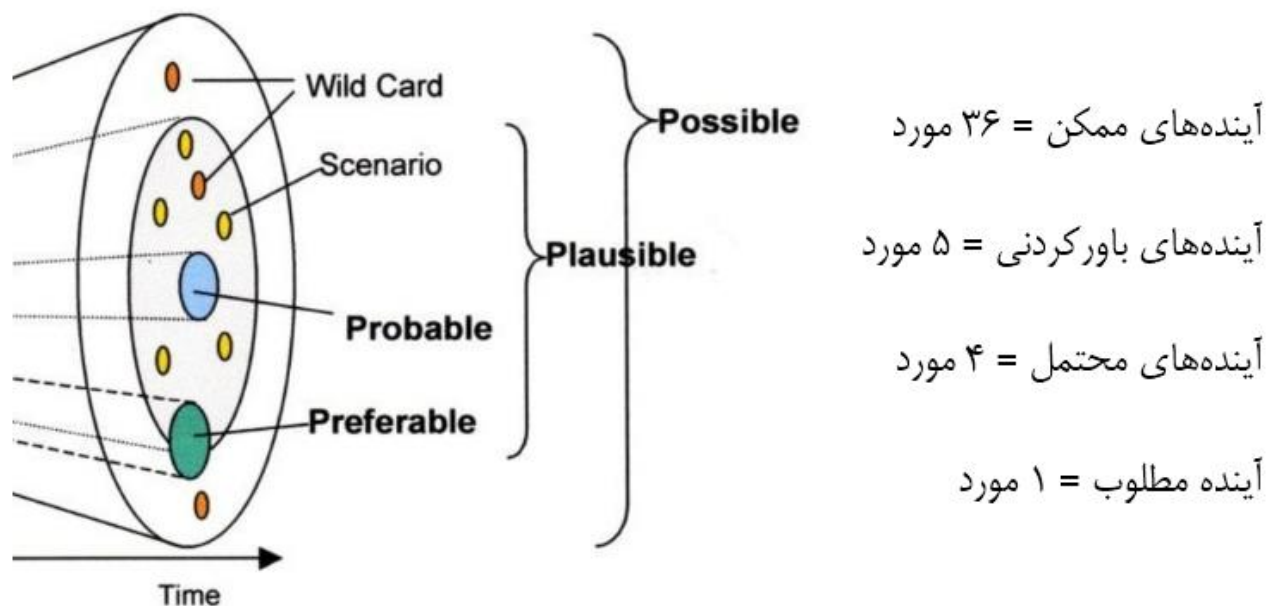 Wild Card
Scenario
Possible
Plausible
Probable
Preferable
Time
آینده‌های ممکن = ۳۶ مورد
آینده‌های باورکردنی = ۵ مورد
آینده‌های محتمل = ۴ مورد
آینده مطلوب = ۱ مورد